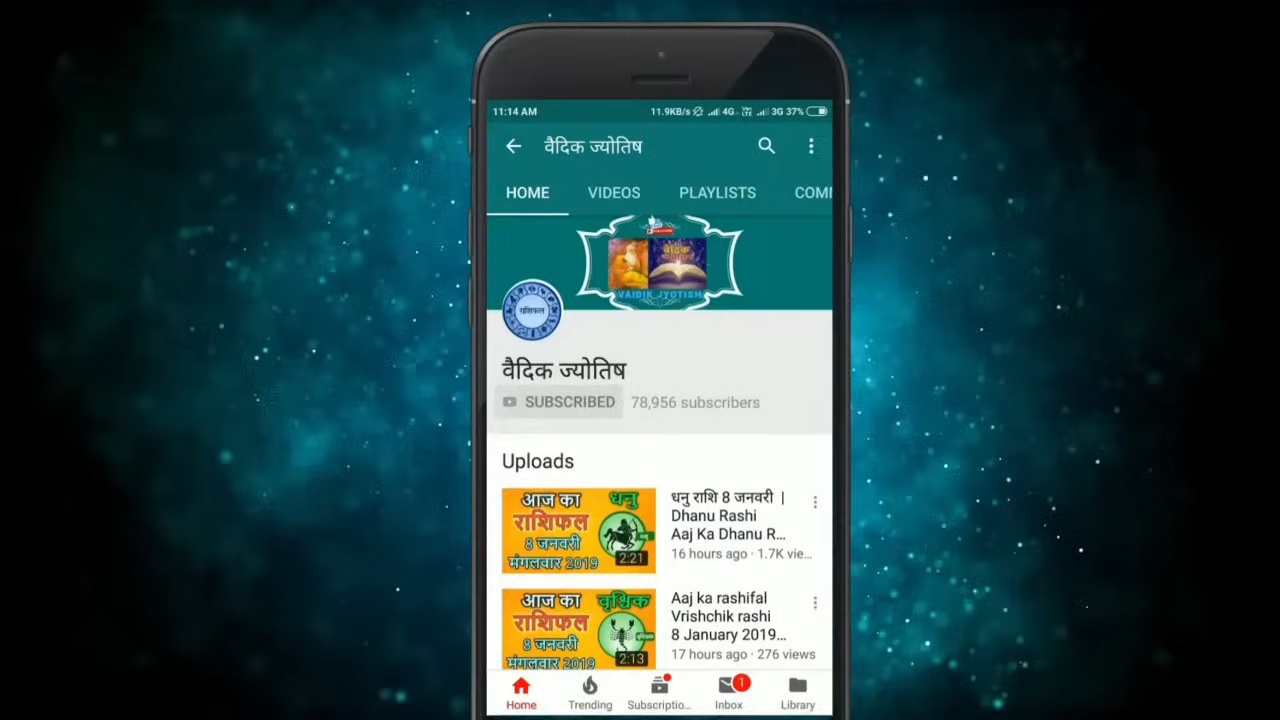 11:14 AM 11.9KB/s 4G VoLTE 3G 37%
वैदिक ज्योतिष
HOME VIDEOS PLAYLISTS COMM
SUBSCRIBE
वैदिक
VAIDIK JYOTISH
राशिफल
वैदिक ज्योतिष
SUBSCRIBED 78,956 subscribers
Uploads
आज का धनु
राशिफल
8 जनवरी
मंगलवार 2019
2:21
धनु राशि 8 जनवरी |
Dhanu Rashi
Aaj Ka Dhanu R...
16 hours ago · 1.7K vie...
आज का वृश्चिक
राशिफल
8 जनवरी
मंगलवार 2019
2:13
Aaj ka rashifal
Vrishchik rashi
8 January 2019...
17 hours ago · 276 views
1
Home Trending Subscriptio... Inbox Library